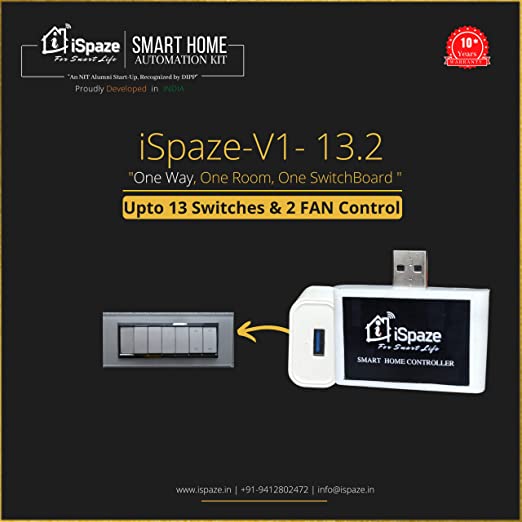 iSpaze
For Smart Life
SMART HOME
AUTOMATION KIT
"An NIT Alumni Start-Up, Recognized by DIPP"
Proudly Developed in INDIA
10+
Years
WARRANTY
iSpaze-V1- 13.2
"One Way, One Room, One SwitchBoard "
Upto 13 Switches & 2 FAN Control
iSpaze
For Smart Life
SMART HOME CONTROLLER
www.ispaze.in | +91-9412802472 | info@ispaze.in